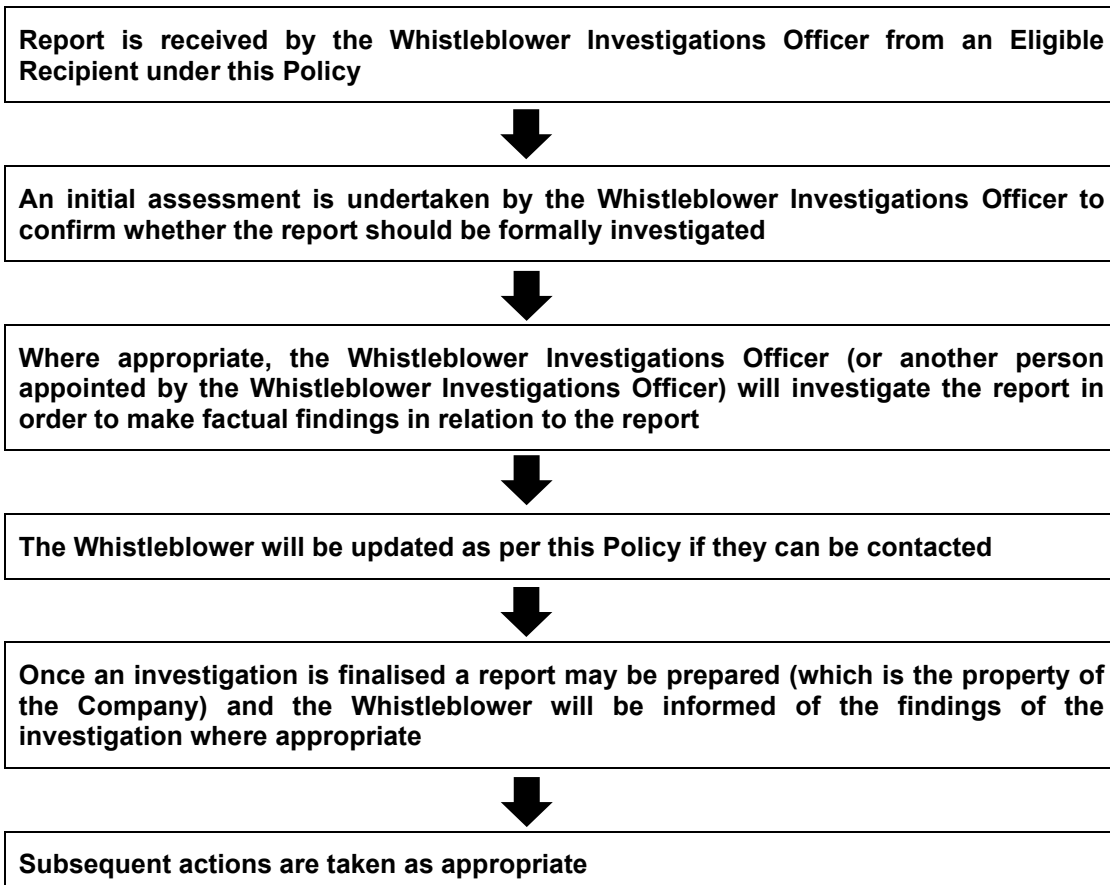 Report is received by the Whistleblower Investigations Officer from an Eligible
Recipient under this Policy
An initial assessment is undertaken by the Whistleblower Investigations Officer to
confirm whether the report should be formally investigated
Where appropriate, the Whistleblower Investigations Officer (or another person
appointed by the Whistleblower Investigations Officer) will investigate the report in
order to make factual findings in relation to the report
The Whistleblower will be updated as per this Policy if they can be contacted
Once an investigation is finalised a report may be prepared (which is the property of
the Company) and the Whistleblower will be informed of the findings of the
investigation where appropriate
Subsequent actions are taken as appropriate